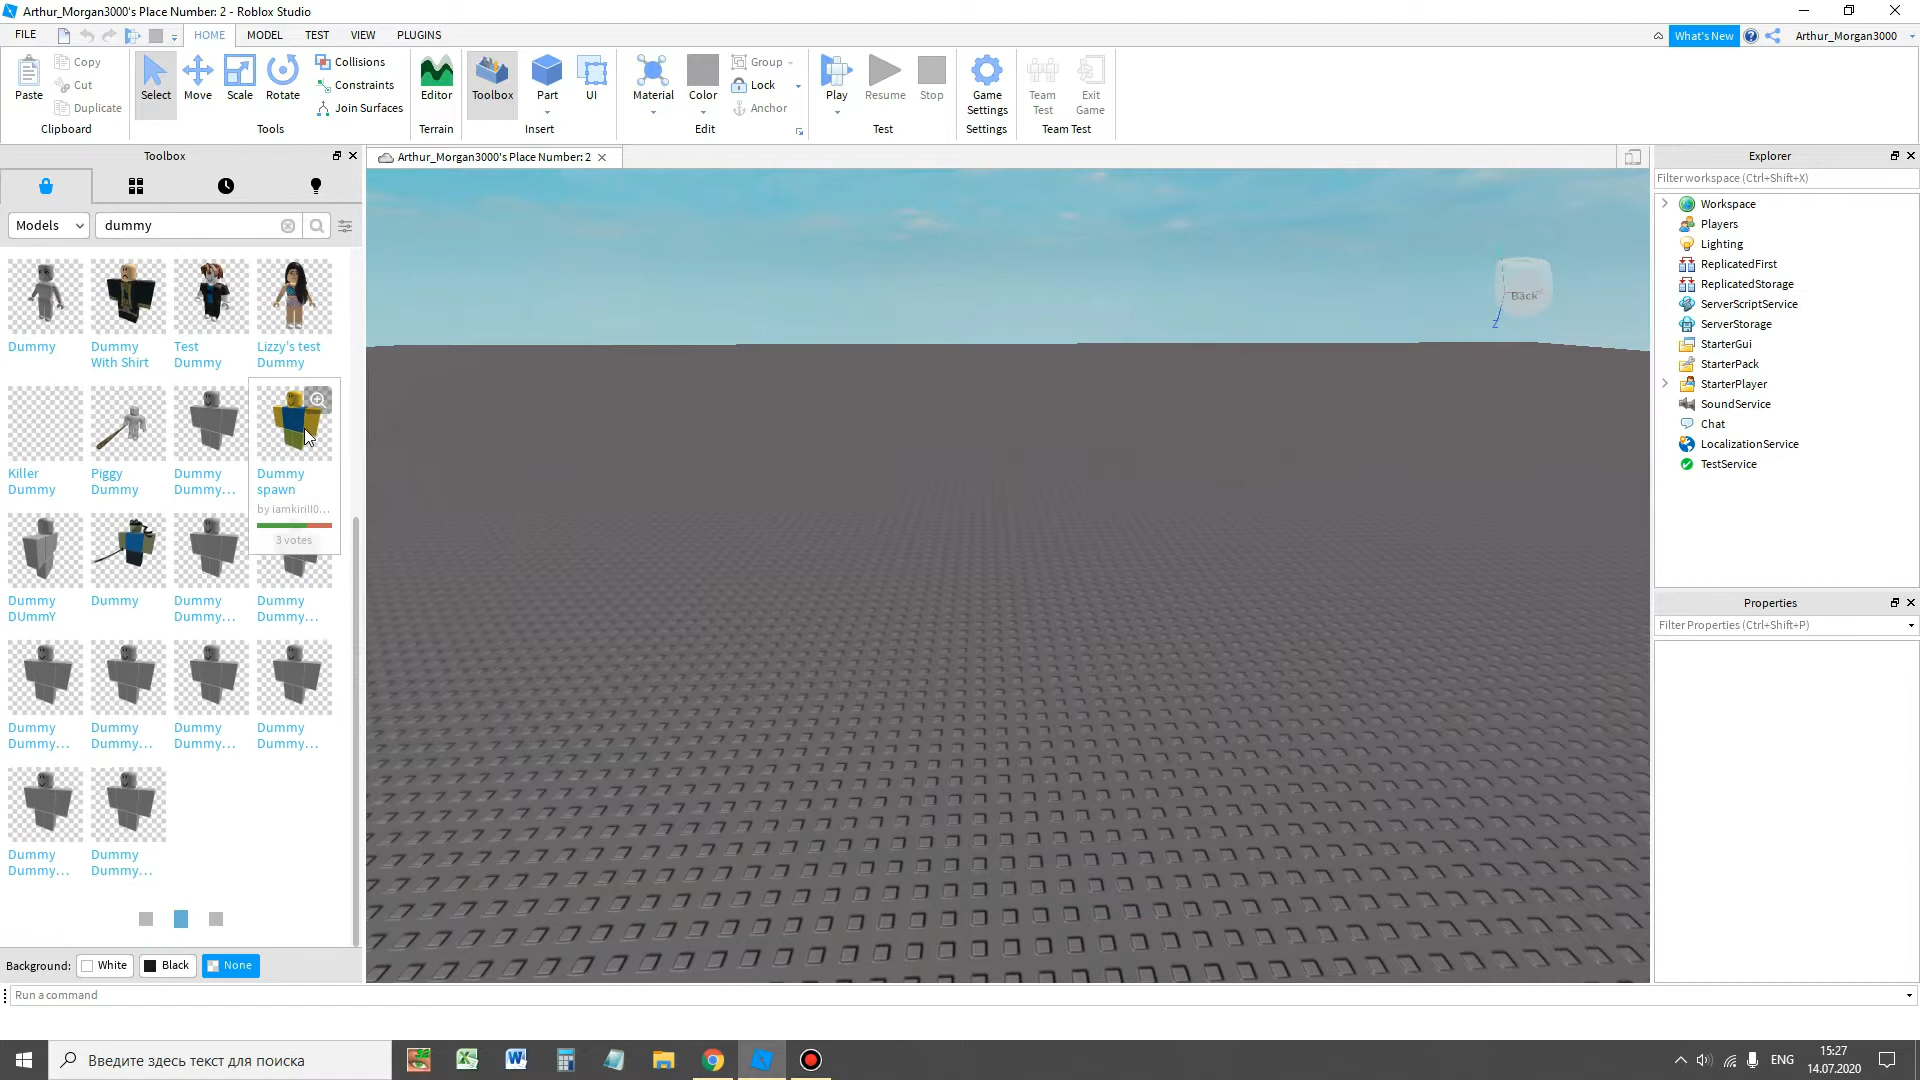 Arthur_Morgan3000's Place Number: 2 - Roblox Studio
FILE HOME MODEL TEST VIEW PLUGINS What's New Arthur_Morgan3000
Paste
Copy
Cut
Duplicate
Clipboard
Select
Move
Scale
Rotate
Collisions
Constraints
Join Surfaces
Tools
Editor
Terrain
Toolbox
Part
UI
Insert
Material
Color
Group
Lock
Anchor
Edit
Play
Resume
Stop
Test
Game
Settings
Settings
Team
Test
Exit
Game
Team Test
Toolbox
Models
dummy
Dummy
Dummy
With Shirt
Test
Dummy
Lizzy's test
Dummy
Killer
Dummy
Piggy
Dummy
Dummy
Dummy...
Dummy
spawn
by iamkirill0...
3 votes
Dummy
DUmmY
Dummy
Dummy
Dummy...
Dummy
Dummy...
Dummy
Dummy...
Dummy
Dummy...
Dummy
Dummy...
Dummy
Dummy...
Dummy
Dummy...
Dummy
Dummy...
Background: White Black None
Run a command
Arthur_Morgan3000's Place Number: 2
Back
Z
Explorer
Filter workspace (Ctrl+Shift+X)
Workspace
Players
Lighting
ReplicatedFirst
ReplicatedStorage
ServerScriptService
ServerStorage
StarterGui
StarterPack
StarterPlayer
SoundService
Chat
LocalizationService
TestService
Properties
Filter Properties (Ctrl+Shift+P)
Введите здесь текст для поиска
ENG
15:27
14.07.2020